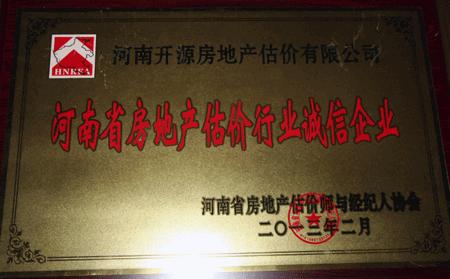 HNREA
河南开源房地产估价有限公司
河南省房地产估价行业诚信企业
河南省房地产估价师与经纪人协会
二〇一三年二月